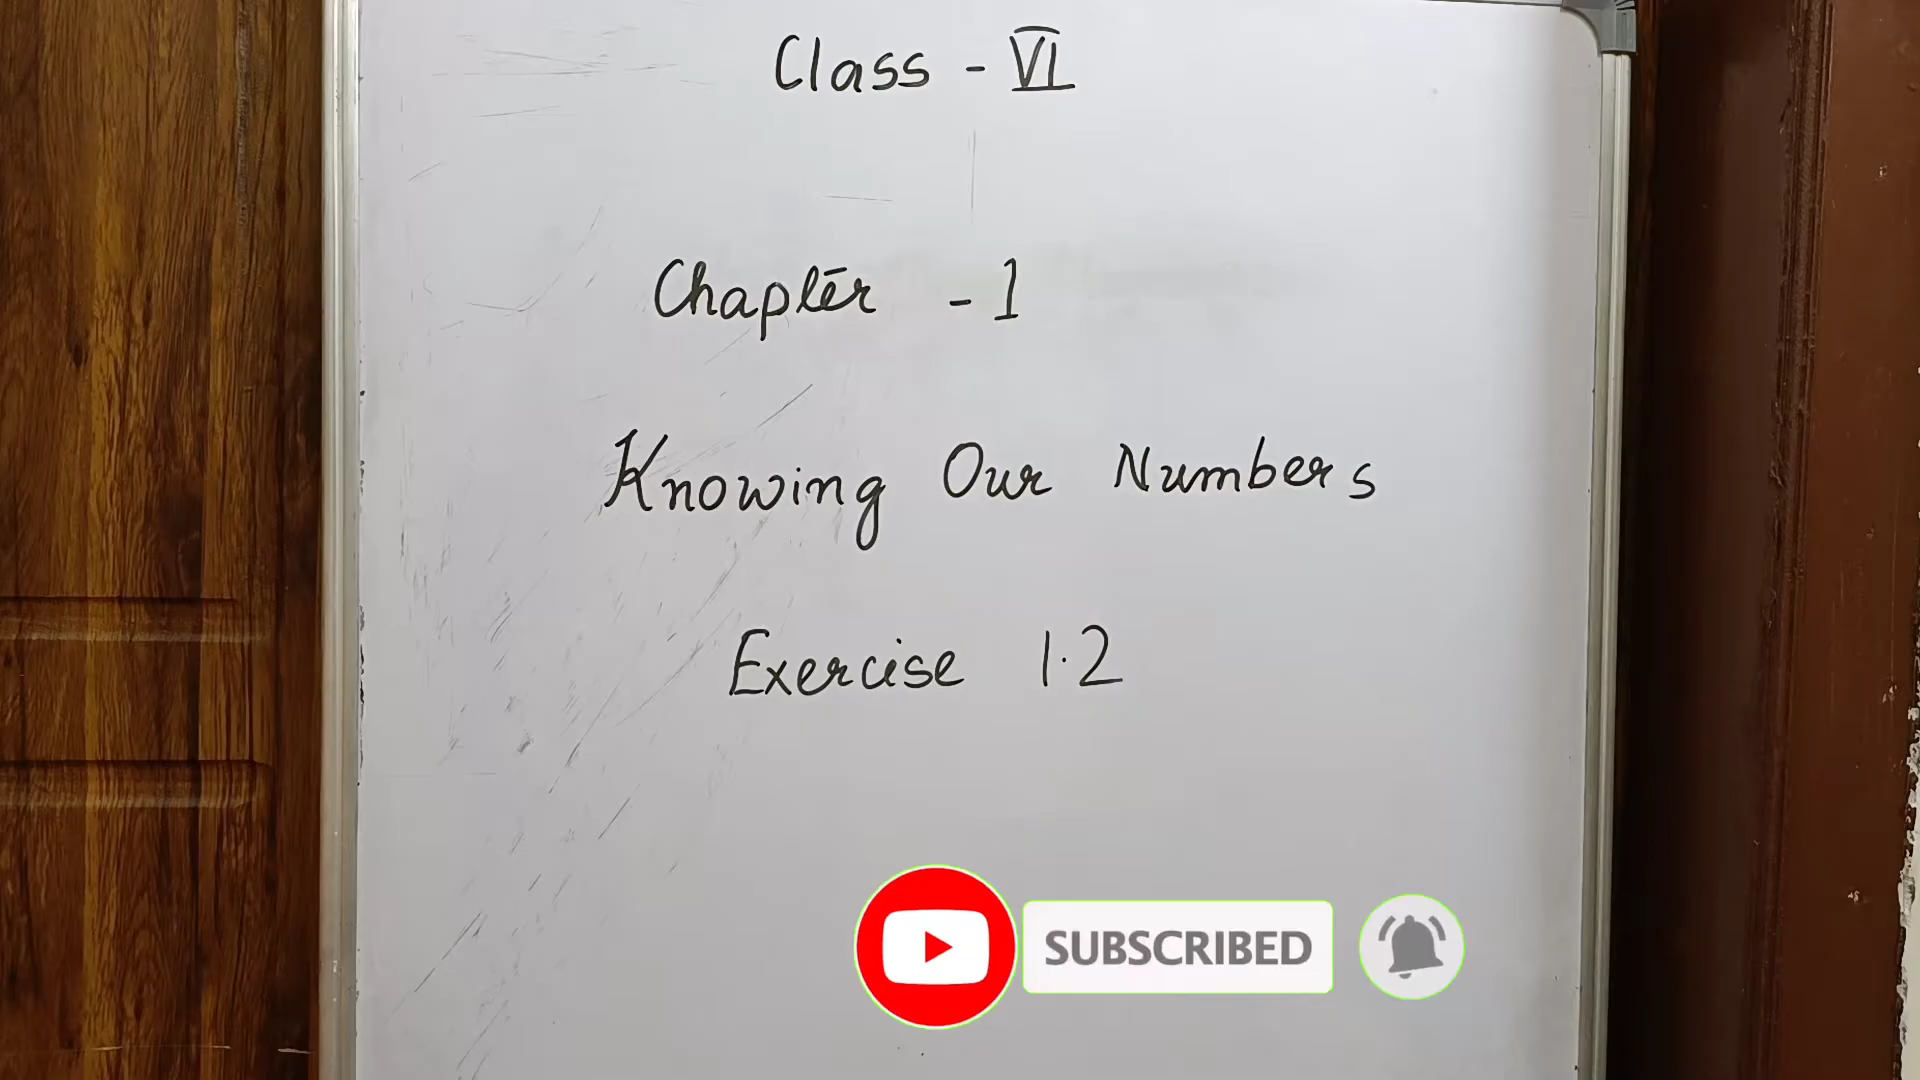 Class - VI
Chapter - 1
Knowing Our Numbers
Exercise 1.2
SUBSCRIBED